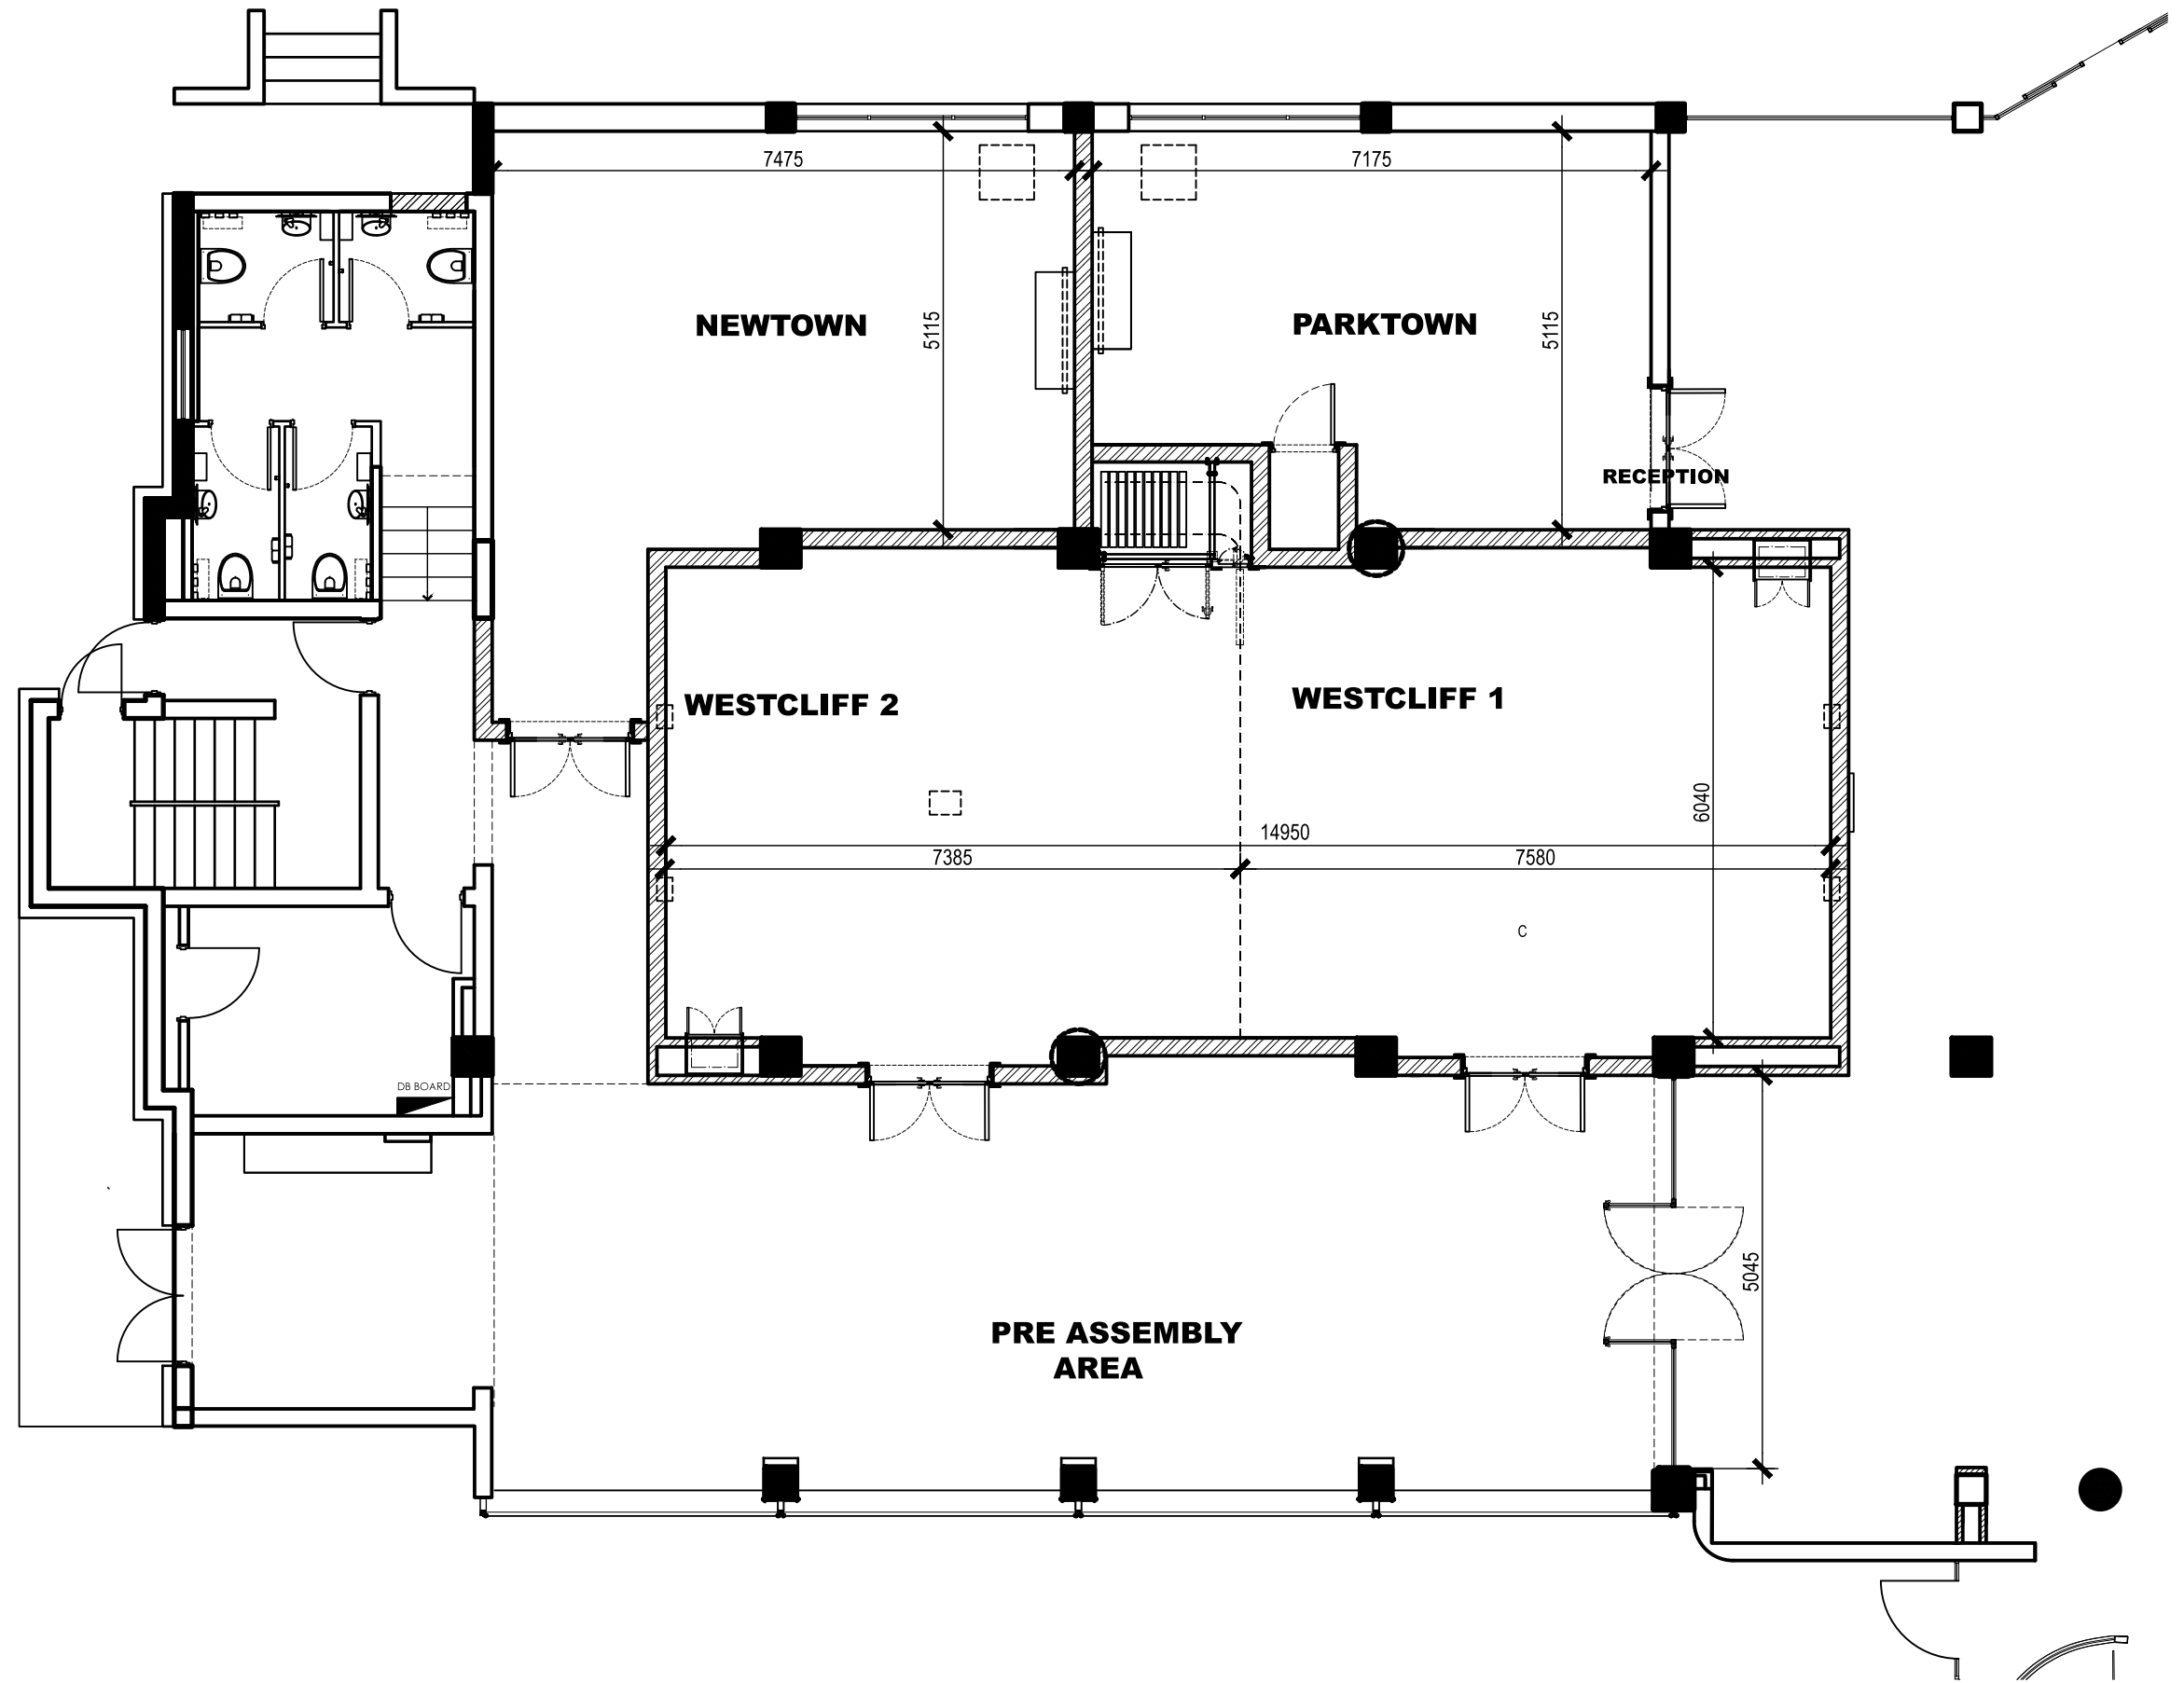 7475
7175
NEWTOWN
5115
PARKTOWN
5115
RECEPTION
WESTCLIFF 2
WESTCLIFF 1
6040
14950
7385
7580
C
DB BOARD
5045
PRE ASSEMBLY
AREA